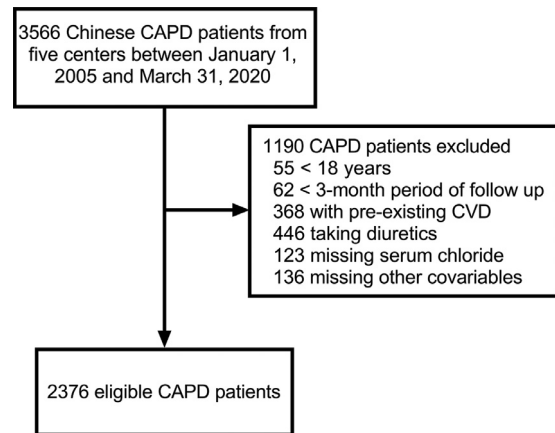 3566 Chinese CAPD patients from
five centers between January 1,
2005 and March 31, 2020
1190 CAPD patients excluded
55 < 18 years
62 < 3-month period of follow up
368 with pre-existing CVD
446 taking diuretics
123 missing serum chloride
136 missing other covariables
2376 eligible CAPD patients